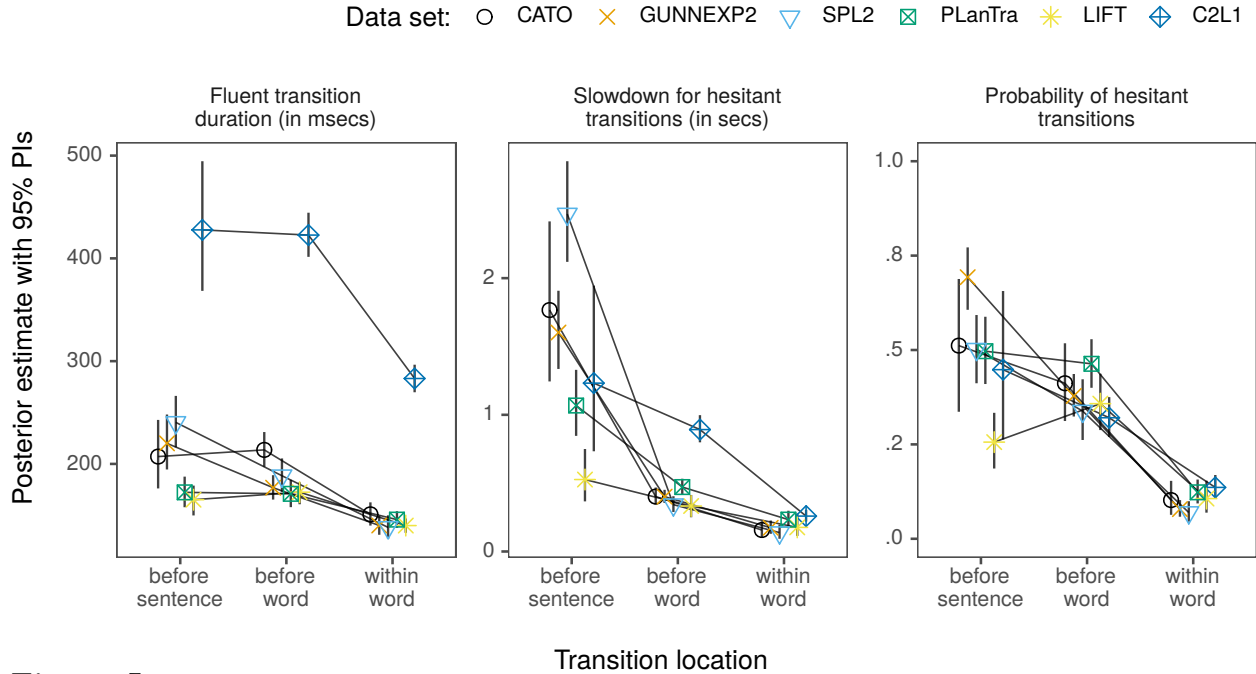 Data set: CATO GUNNEXP2 SPL2 PLanTra LIFT C2L1
Fluent transition
duration (in msecs)
Slowdown for hesitant
transitions (in secs)
Probability of hesitant
transitions
Posterior estimate with 95% PIs
500
400
300
200
2
1
0
1.0
.8
.5
.2
.0
before
sentence
before
word
within
word
before
sentence
before
word
within
word
before
sentence
before
word
within
word
Transition location